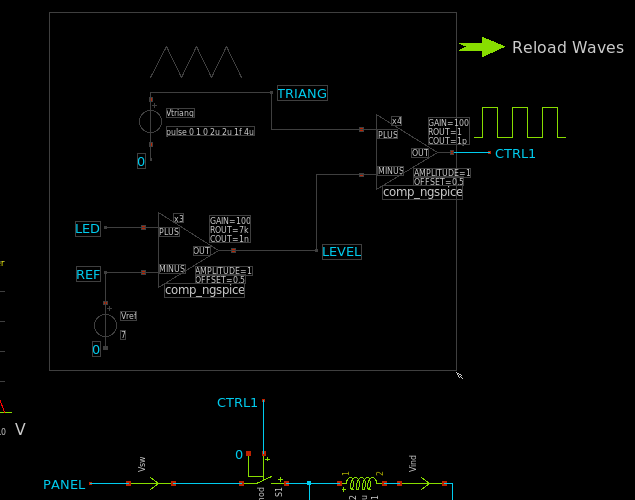 Reload Waves
TRIANG
Vtriang
pulse 0 1 0 2u 2u 1f 4u
0
x4
PLUS
GAIN=100
ROUT=1
COUT=1p
OUT
CTRL1
MINUS
AMPLITUDE=1
OFFSET=0.5
comp_ngspice
x3
GAIN=100
ROUT=7k
COUT=1n
LED
PLUS
OUT
LEVEL
REF
MINUS
AMPLITUDE=1
OFFSET=0.5
comp_ngspice
Vref
7
0
V
CTRL1
0
Vsw
Vind
PANEL
S1
1
2